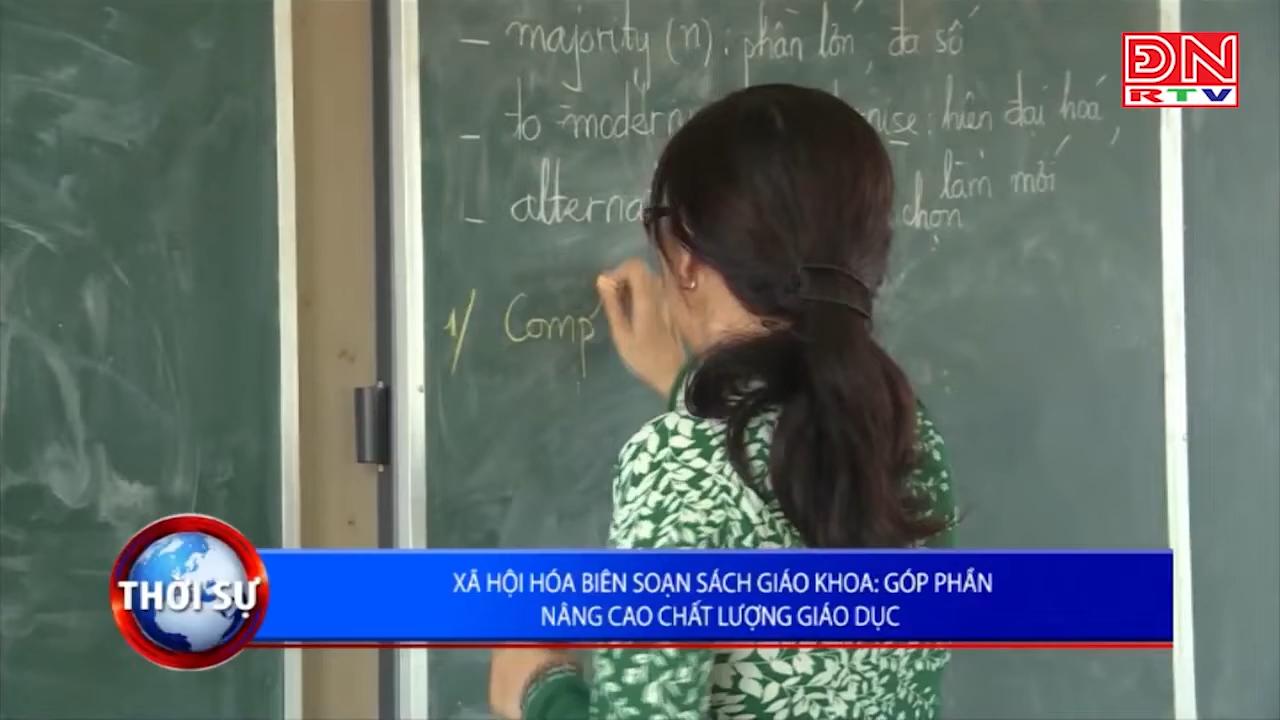 – majority (n): phần lớn, đa số
ĐN
RTV
– to modern nise: hiện đại hoá,
làm mới
– alterna chọn
1/ Comp
THỜI SỰ
XÃ HỘI HÓA BIÊN SOẠN SÁCH GIÁO KHOA: GÓP PHẦN
NÂNG CAO CHẤT LƯỢNG GIÁO DỤC